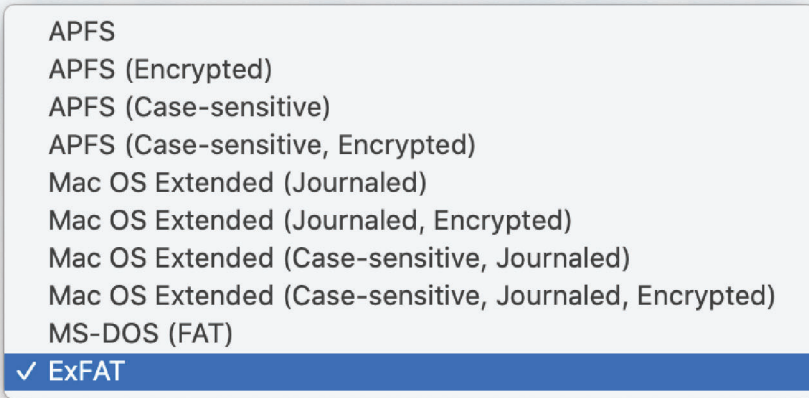 APFS
APFS (Encrypted)
APFS (Case-sensitive)
APFS (Case-sensitive, Encrypted)
Mac OS Extended (Journaled)
Mac OS Extended (Journaled, Encrypted)
Mac OS Extended (Case-sensitive, Journaled)
Mac OS Extended (Case-sensitive, Journaled, Encrypted)
MS-DOS (FAT)
✓ ExFAT